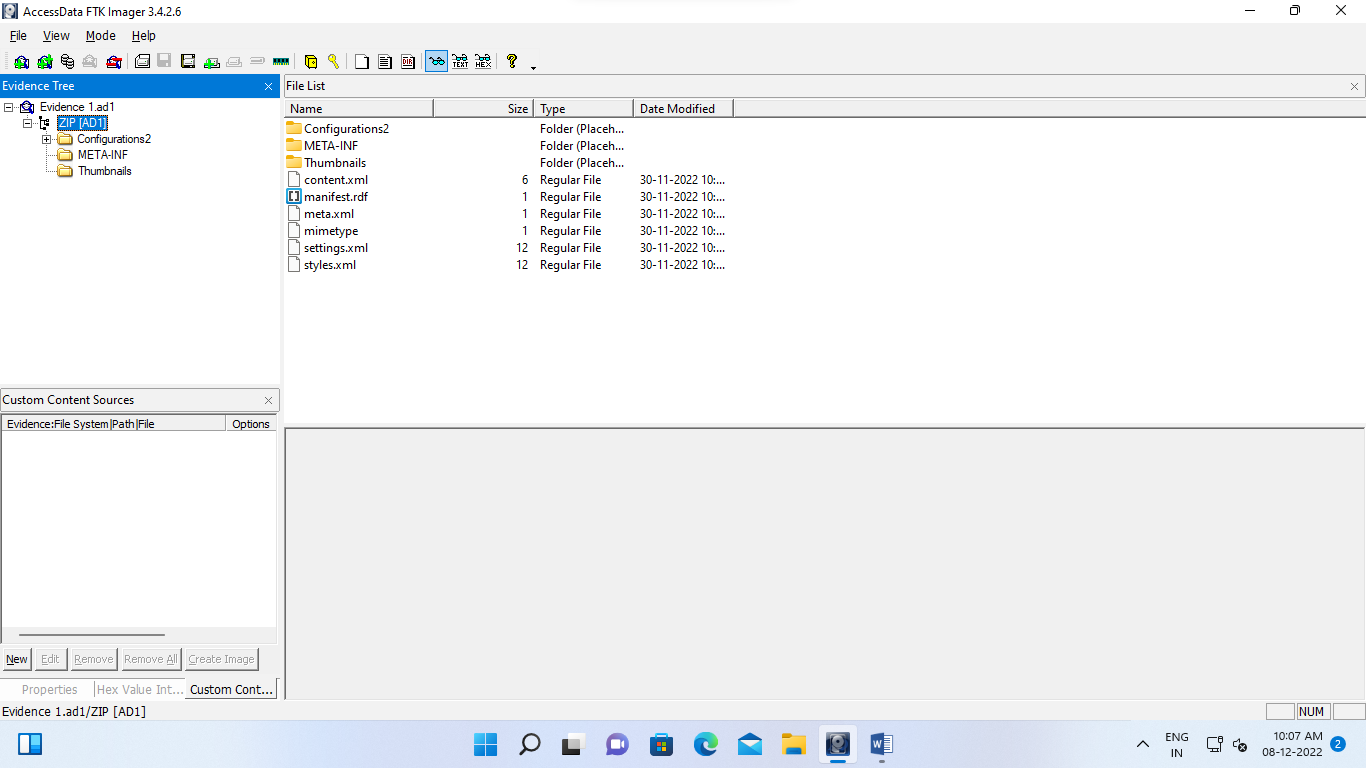 AccessData FTK Imager 3.4.2.6
File View Mode Help
TEXT HEX
Evidence Tree
Evidence 1.ad1
ZIP [AD1]
Configurations2
META-INF
Thumbnails
File List
Name Size Type Date Modified
Configurations2 Folder (Placeh...
META-INF Folder (Placeh...
Thumbnails Folder (Placeh...
content.xml 6 Regular File 30-11-2022 10:...
manifest.rdf 1 Regular File 30-11-2022 10:...
meta.xml 1 Regular File 30-11-2022 10:...
mimetype 1 Regular File 30-11-2022 10:...
settings.xml 12 Regular File 30-11-2022 10:...
styles.xml 12 Regular File 30-11-2022 10:...
Custom Content Sources
Evidence:File System|Path|File Options
New Edit Remove Remove All Create Image
Properties Hex Value Int... Custom Cont...
Evidence 1.ad1/ZIP [AD1]
NUM
ENG
IN
10:07 AM
08-12-2022
2